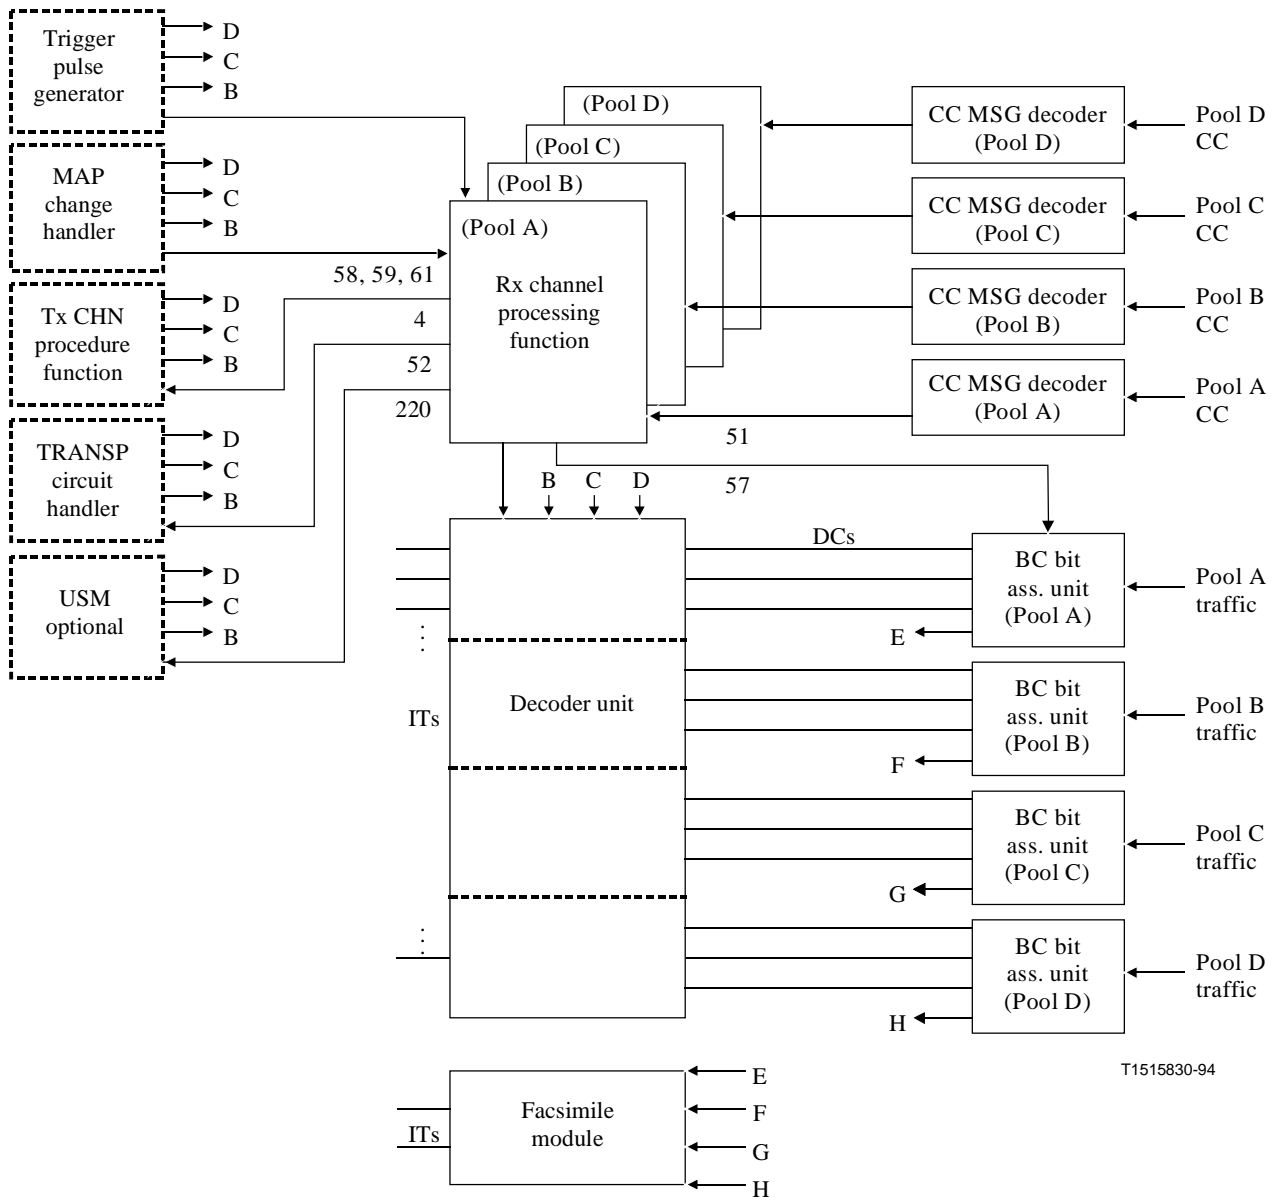 Trigger
pulse
generator
D
C
B
MAP
change
handler
D
C
B
58, 59, 61
Tx CHN
procedure
function
D
C
B
4
52
220
TRANSP
circuit
handler
D
C
B
USM
optional
D
C
B
(Pool D)
(Pool C)
(Pool B)
(Pool A)
Rx channel
processing
function
CC MSG decoder
(Pool D)
Pool D
CC
CC MSG decoder
(Pool C)
Pool C
CC
CC MSG decoder
(Pool B)
Pool B
CC
CC MSG decoder
(Pool A)
Pool A
CC
51
57
B C D
DCs
BC bit
ass. unit
(Pool A)
Pool A
traffic
E
ITs
Decoder unit
BC bit
ass. unit
(Pool B)
Pool B
traffic
F
BC bit
ass. unit
(Pool C)
Pool C
traffic
G
BC bit
ass. unit
(Pool D)
Pool D
traffic
H
T1515830-94
Facsimile
module
ITs
E
F
G
H